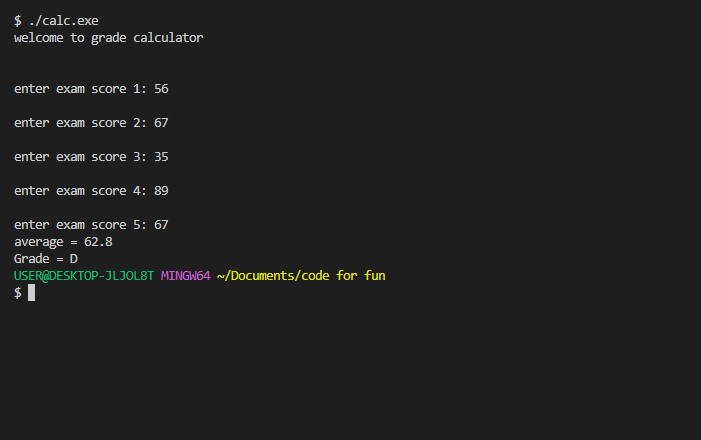 $ ./calc.exe
welcome to grade calculator
enter exam score 1: 56
enter exam score 2: 67
enter exam score 3: 35
enter exam score 4: 89
enter exam score 5: 67
average = 62.8
Grade = D
USER@DESKTOP-JLJOL8T MINGW64 ~/Documents/code for fun
$